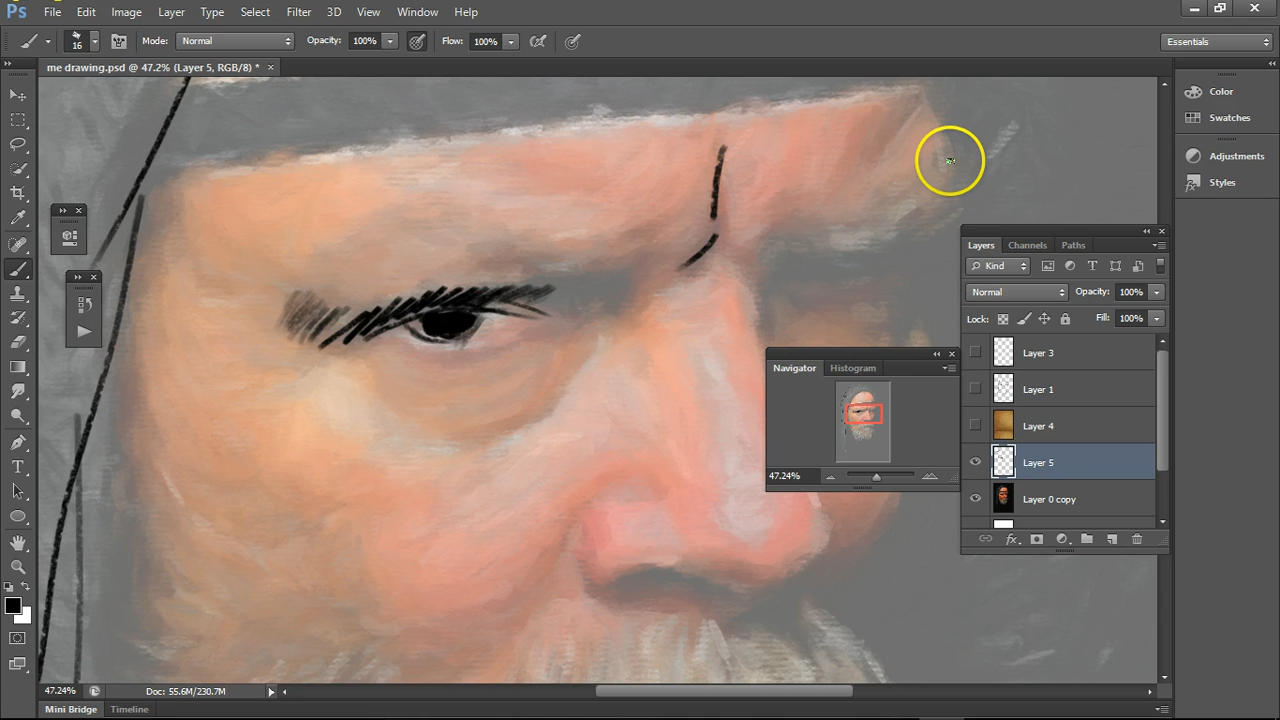 Ps File Edit Image Layer Type Select Filter 3D View Window Help
16 Mode: Normal Opacity: 100% Flow: 100% Essentials
me drawing.psd @ 47.2% (Layer 5, RGB/8) * ×
Color
Swatches
Adjustments
Styles
Layers Channels Paths
Kind
Normal Opacity: 100%
Lock: Fill: 100%
Layer 3
Layer 1
Layer 4
Layer 5
Layer 0 copy
Navigator Histogram
47.24%
47.24% Doc: 55.6M/230.7M
Mini Bridge Timeline